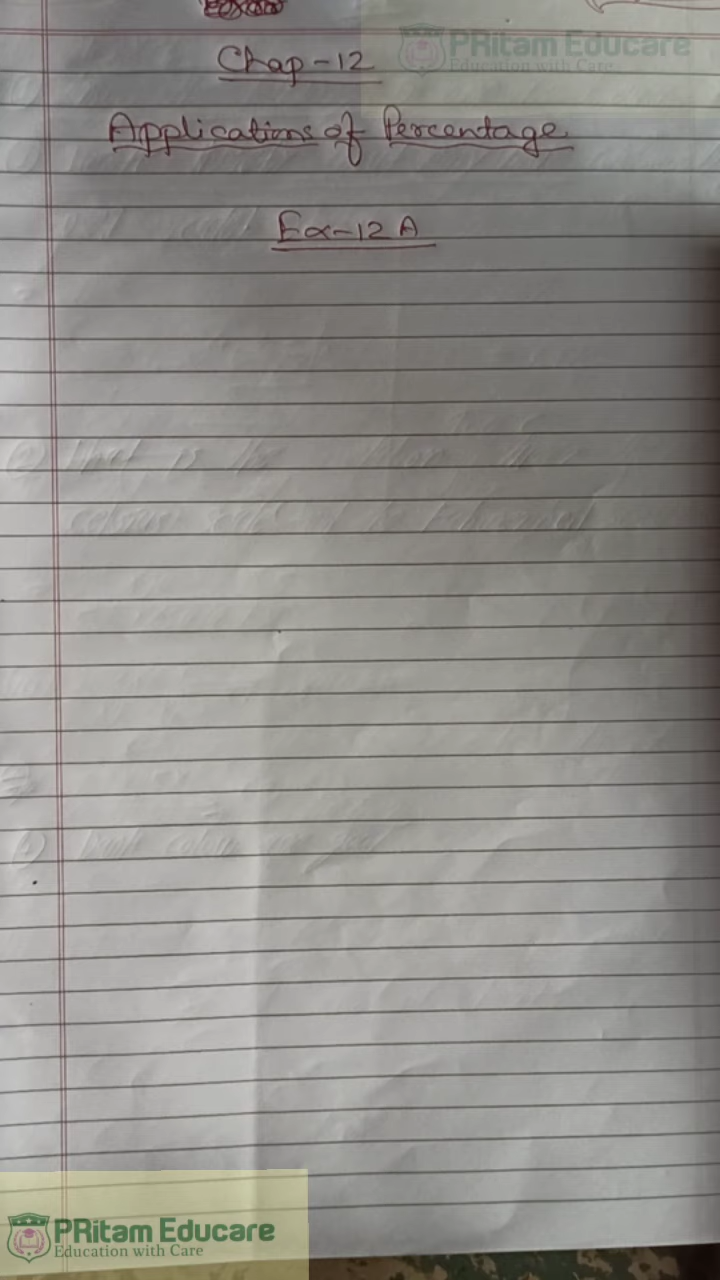 PRitam Educare
Education with Care
Chap-12
Applications of Percentage
Ex-12 A
PRitam Educare
Education with Care